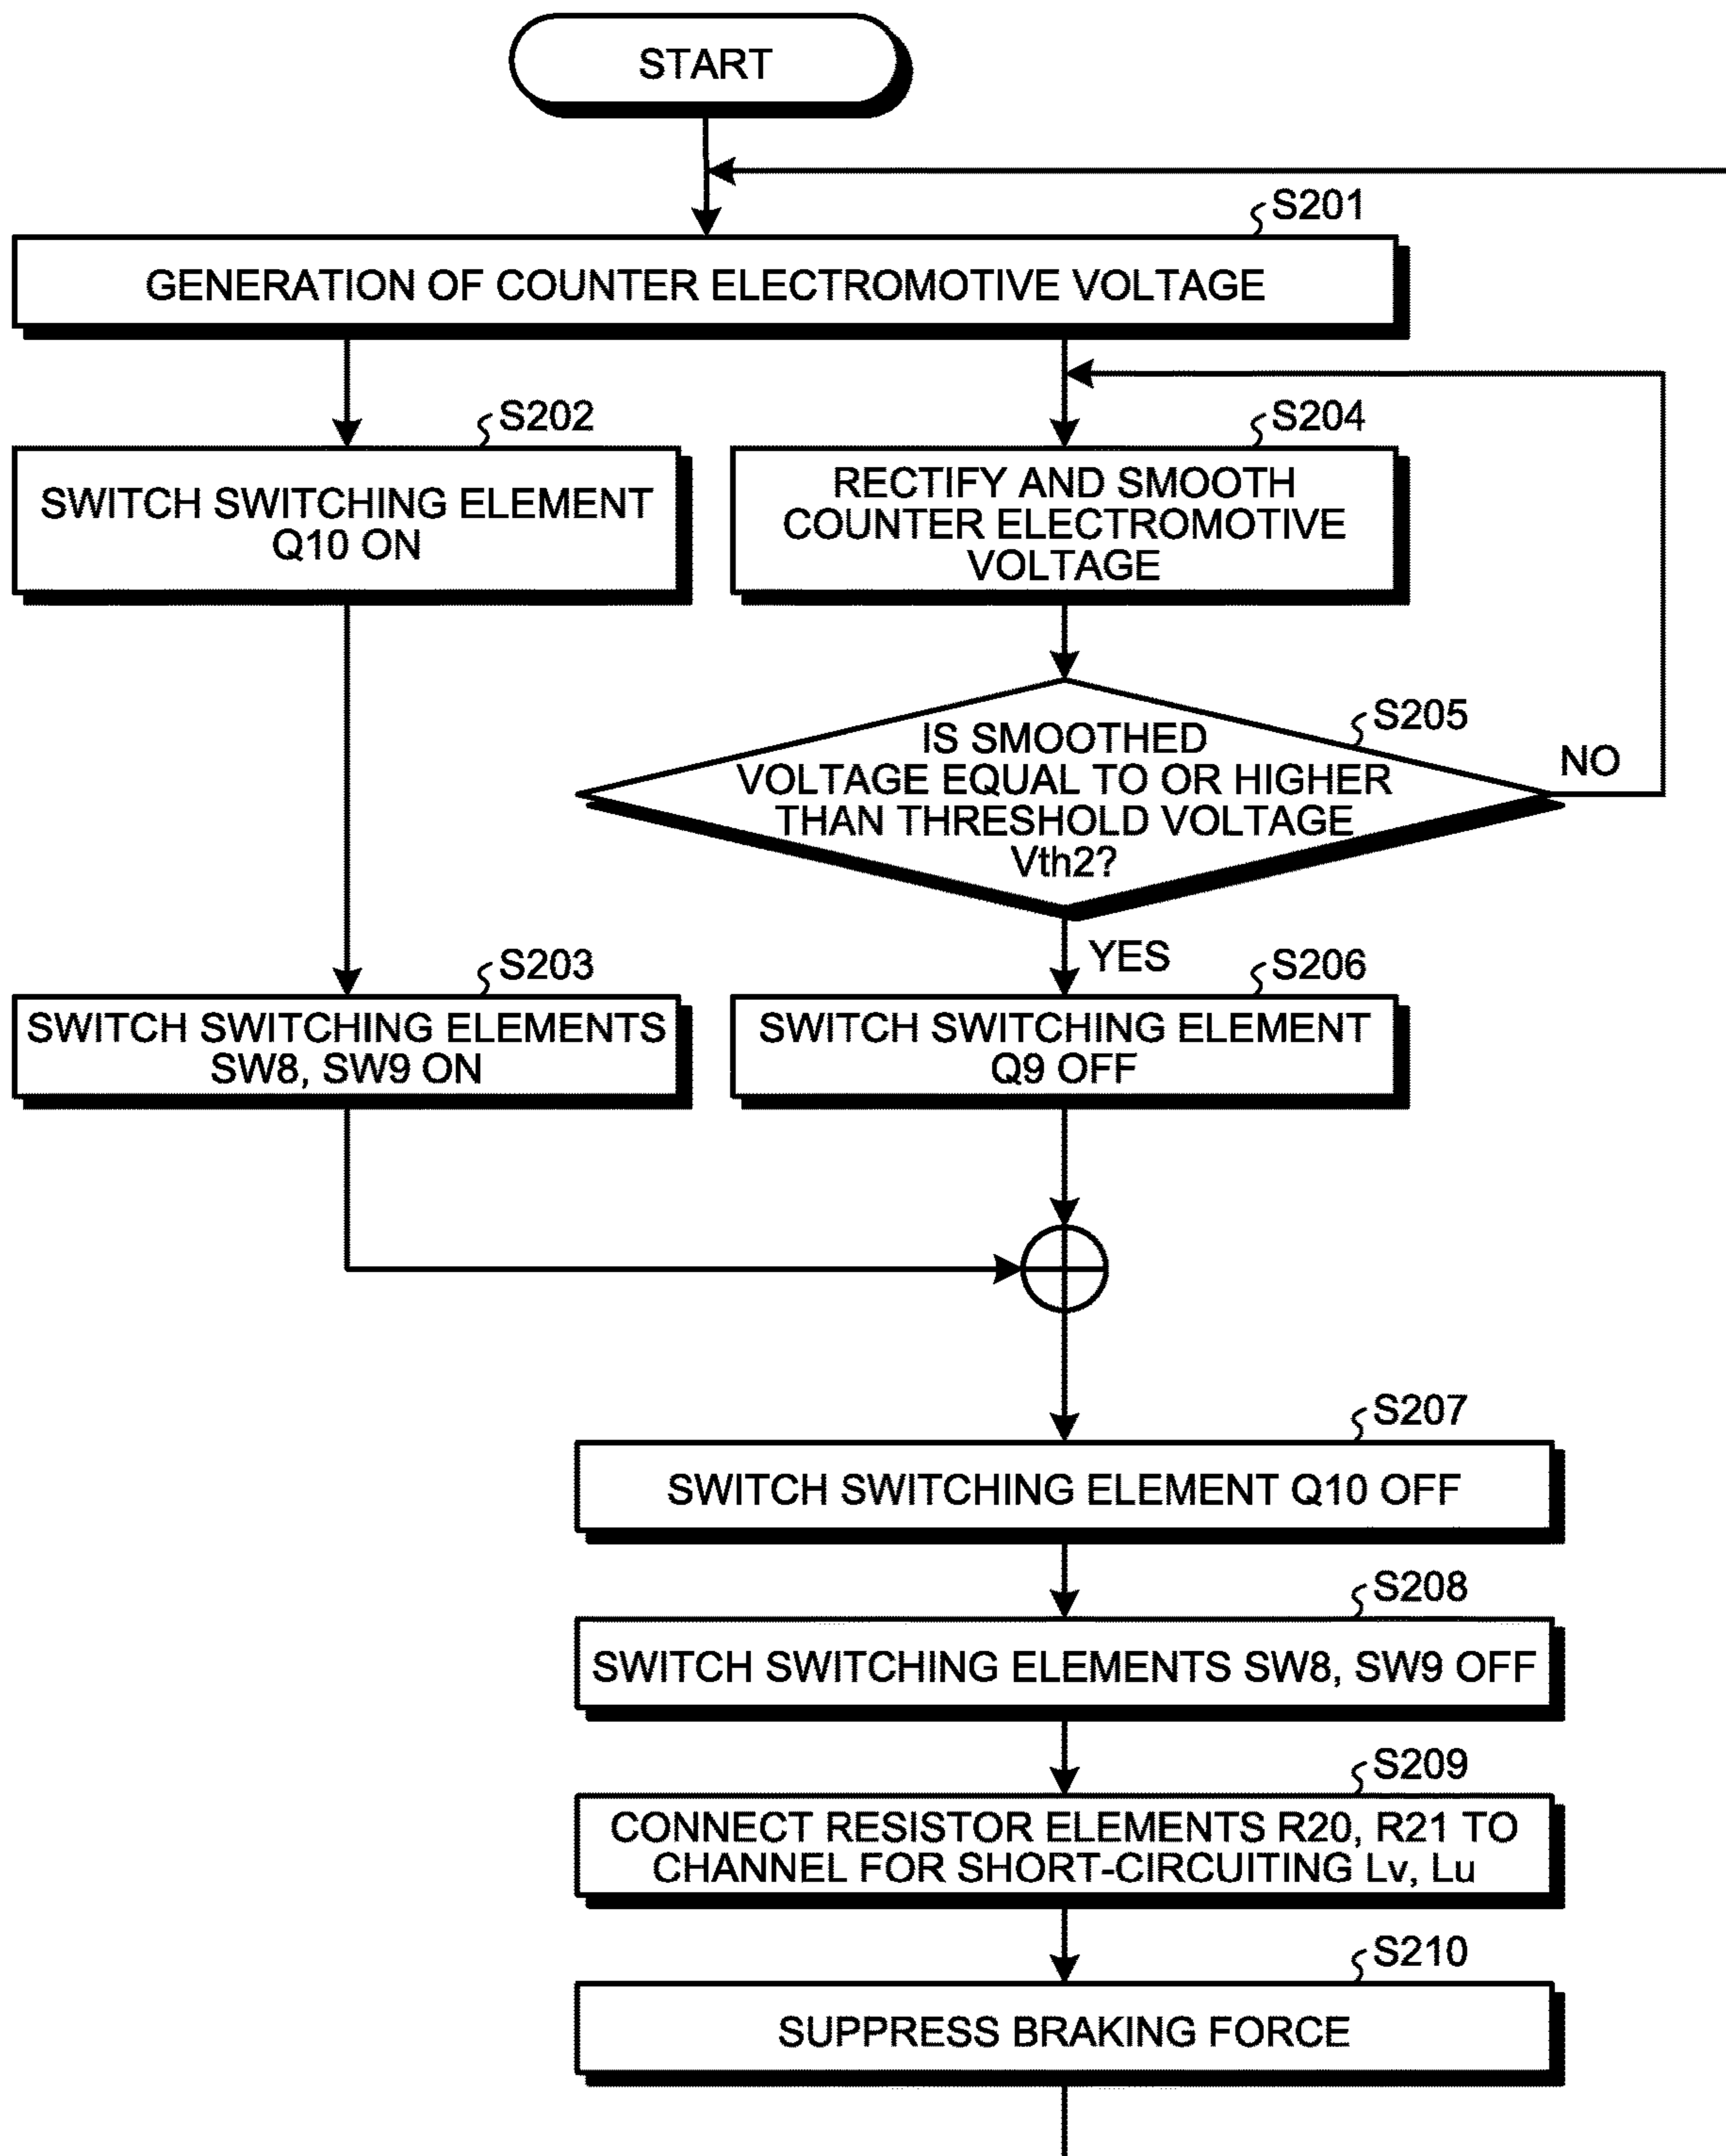 START
S201
GENERATION OF COUNTER ELECTROMOTIVE VOLTAGE
S202
SWITCH SWITCHING ELEMENT
Q10 ON
S204
RECTIFY AND SMOOTH
COUNTER ELECTROMOTIVE
VOLTAGE
S205
IS SMOOTHED
VOLTAGE EQUAL TO OR HIGHER
THAN THRESHOLD VOLTAGE
Vth2?
NO
YES
S203
SWITCH SWITCHING ELEMENTS
SW8, SW9 ON
S206
SWITCH SWITCHING ELEMENT
Q9 OFF
S207
SWITCH SWITCHING ELEMENT Q10 OFF
S208
SWITCH SWITCHING ELEMENTS SW8, SW9 OFF
S209
CONNECT RESISTOR ELEMENTS R20, R21 TO
CHANNEL FOR SHORT-CIRCUITING Lv, Lu
S210
SUPPRESS BRAKING FORCE